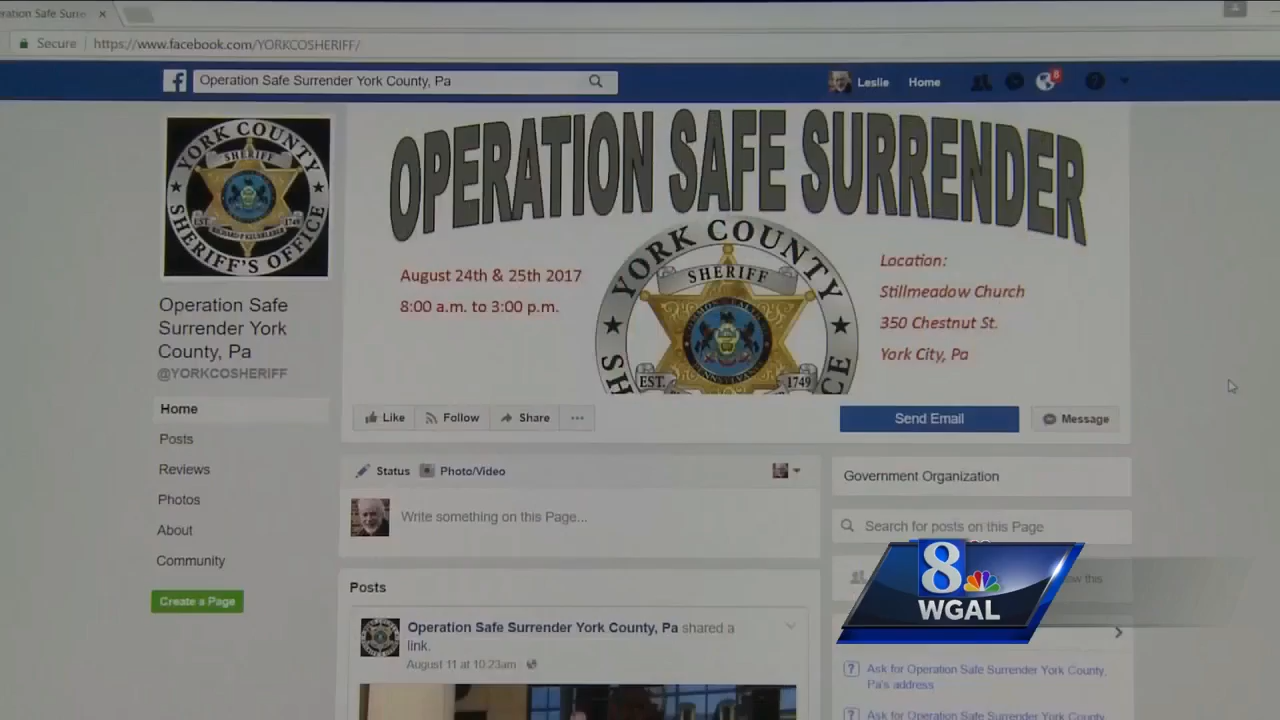 eration Safe Surre
Secure
https://www.facebook.com/YORKCOSHERIFF/
Operation Safe Surrender York County, Pa
Leslie
Home
8
YORK COUNTY
SHERIFF
EST.
1749
SHERIFF'S OFFICE
OPERATION SAFE SURRENDER
August 24th & 25th 2017
8:00 a.m. to 3:00 p.m.
YORK COUNTY
SHERIFF
EST.
1749
SH
CE
Location:
Stillmeadow Church
350 Chestnut St.
York City, Pa
Operation Safe
Surrender York
County, Pa
@YORKCOSHERIFF
Home
Posts
Reviews
Photos
About
Community
Create a Page
Like
Follow
Share
Send Email
Message
Status
Photo/Video
Write something on this Page...
Government Organization
Search for posts on this Page
this
8
WGAL
Posts
Operation Safe Surrender York County, Pa shared a
link.
August 11 at 10:23am
Ask for Operation Safe Surrender York County,
Pa's address
Ask for Operation Safe Surrender York County,